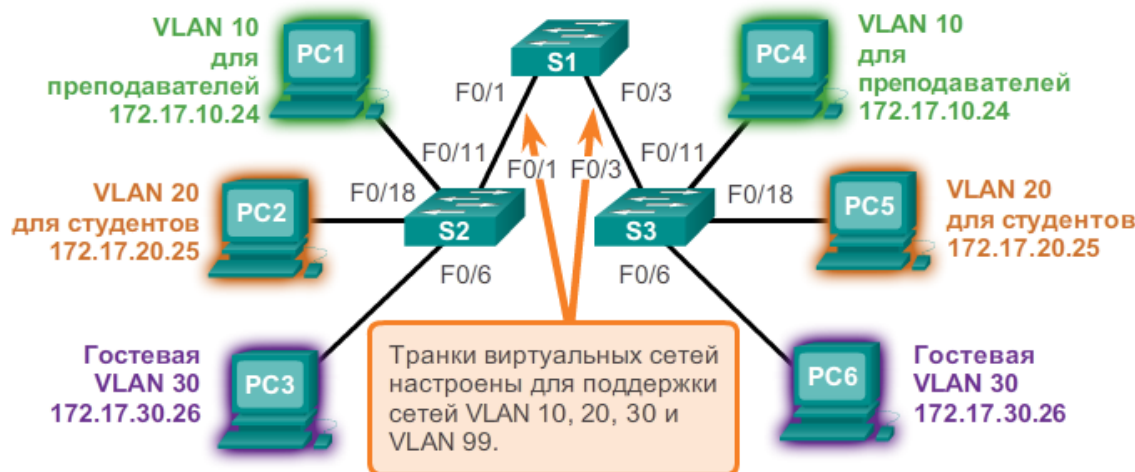 VLAN 10
для
преподавателей
172.17.10.24
PC1
S1
PC4
VLAN 10
для
преподавателей
172.17.10.24
F0/1
F0/3
F0/11
F0/1
F0/3
F0/11
VLAN 20
для студентов
172.17.20.25
PC2
F0/18
S2
S3
F0/18
PC5
VLAN 20
для студентов
172.17.20.25
F0/6
F0/6
Гостевая
VLAN 30
172.17.30.26
PC3
Транки виртуальных сетей
настроены для поддержки
сетей VLAN 10, 20, 30 и
VLAN 99.
PC6
Гостевая
VLAN 30
172.17.30.26